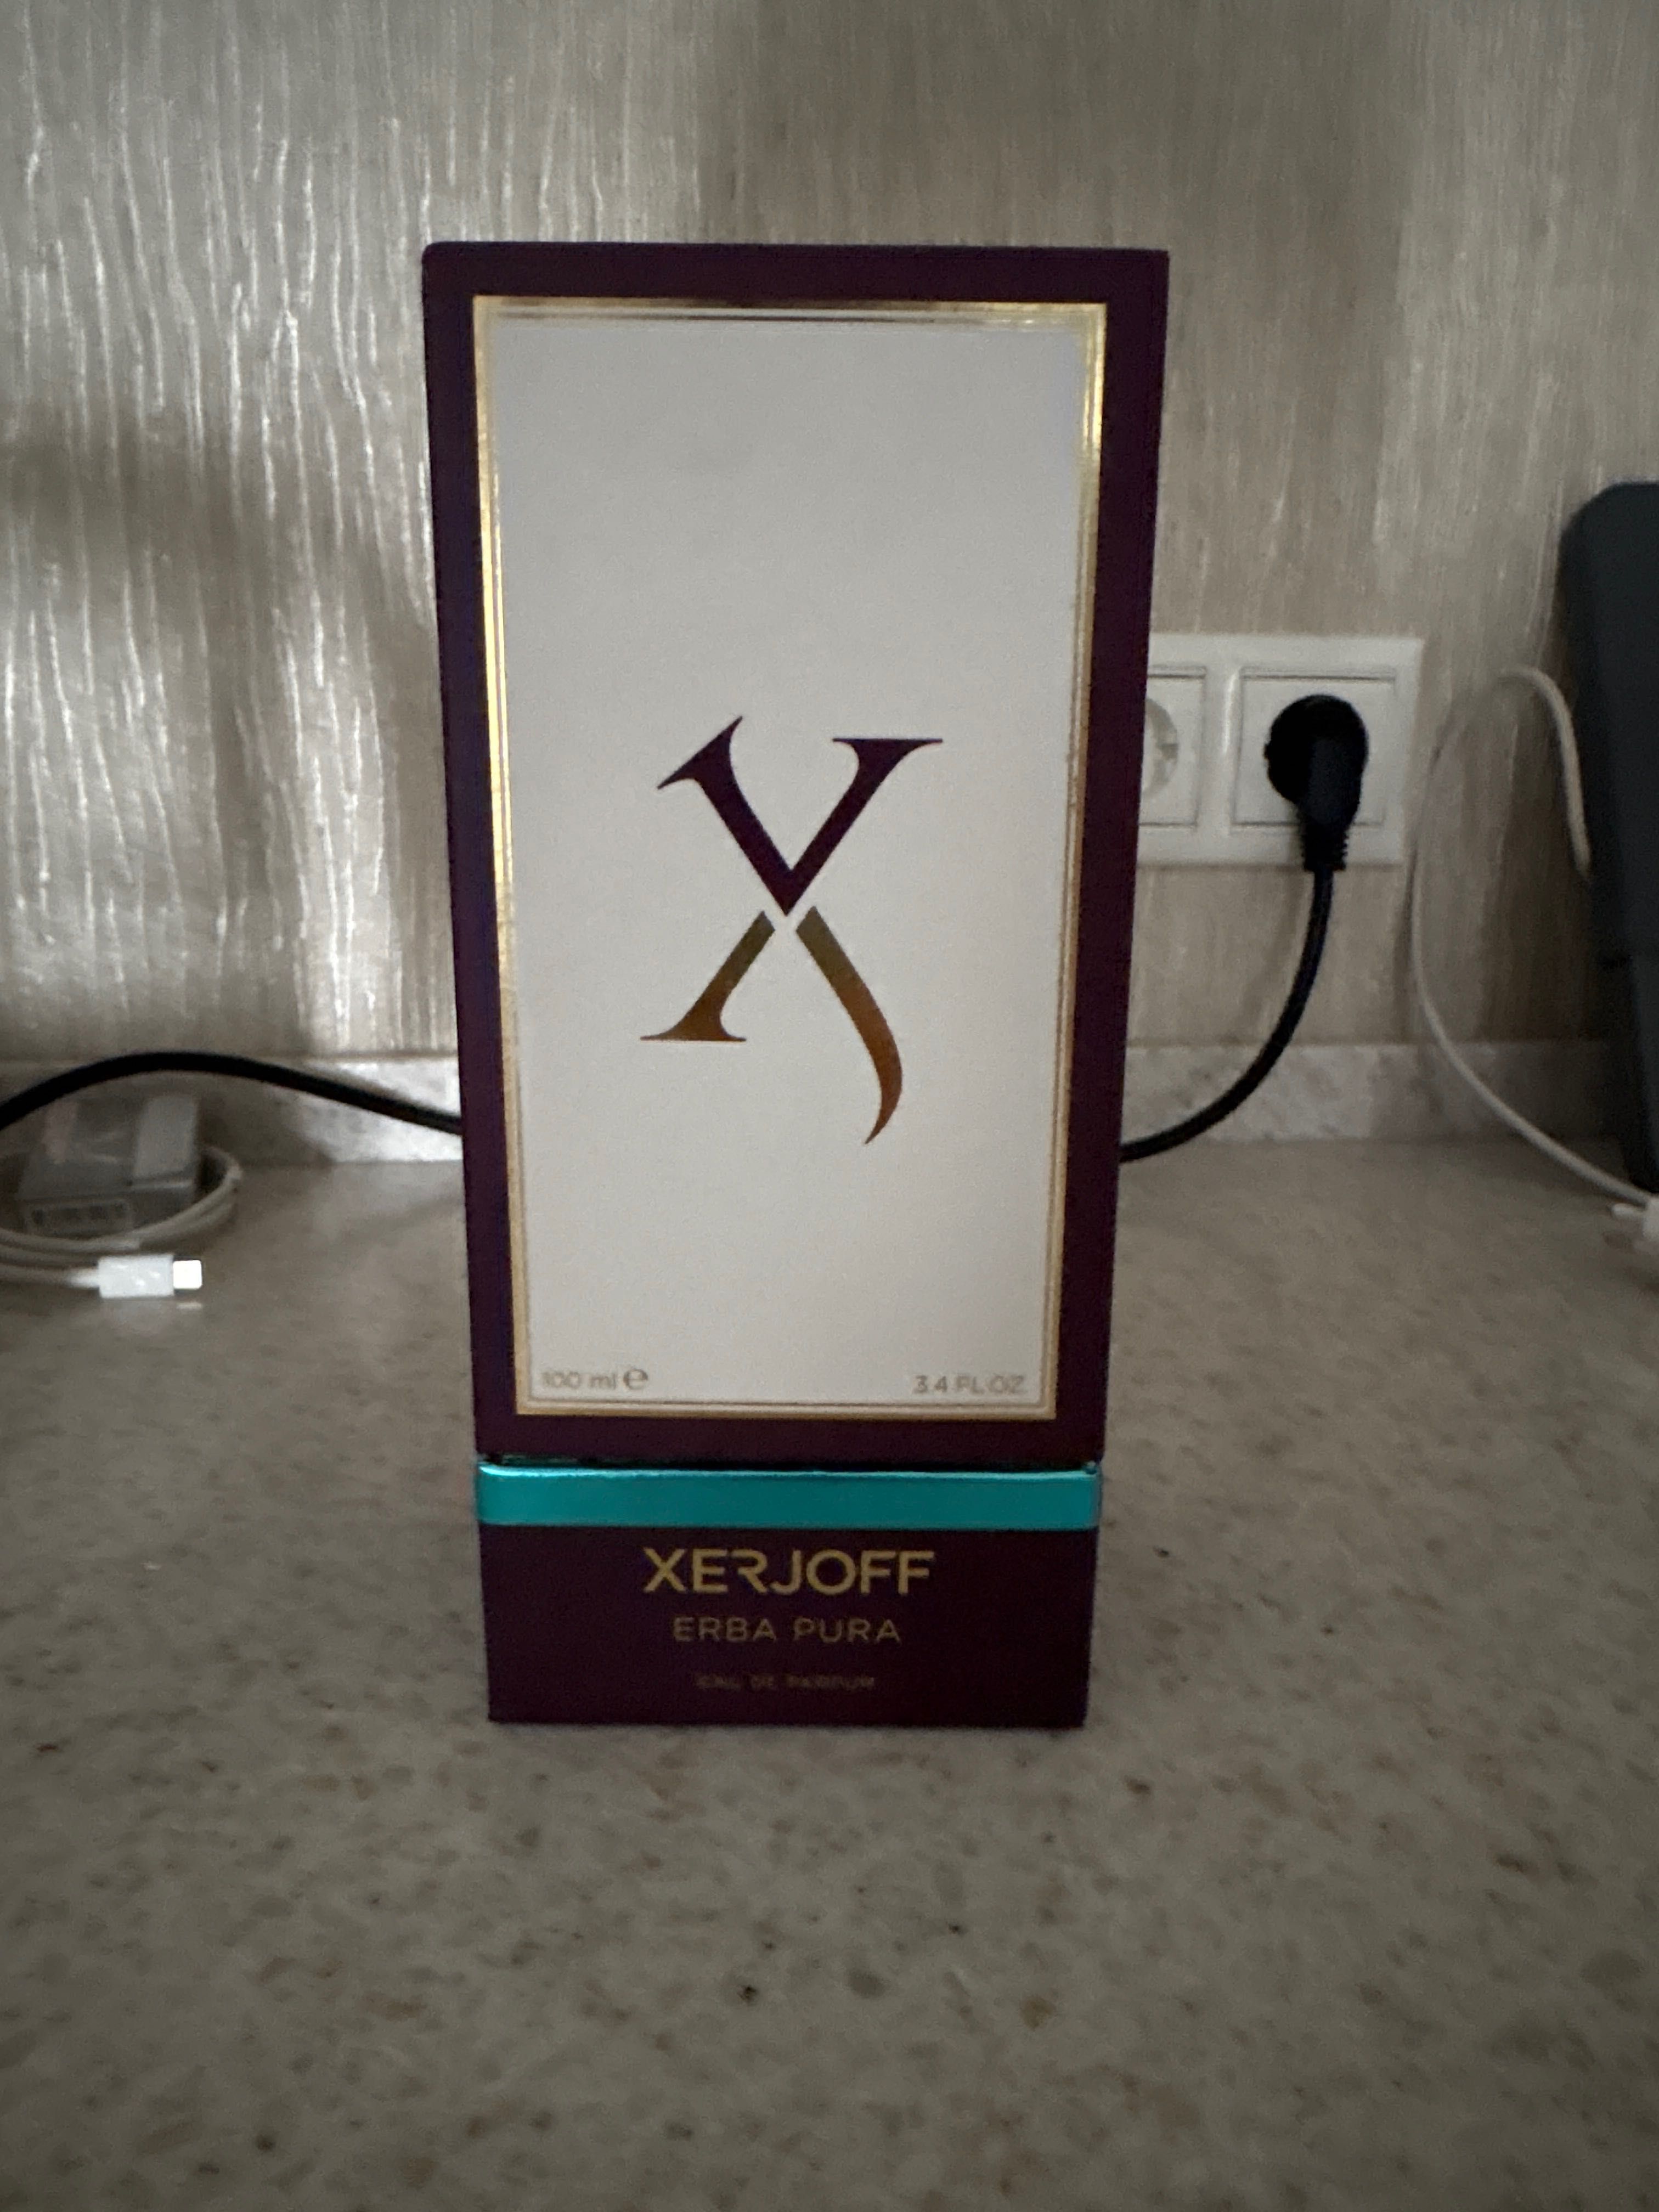 X
100 ml ℮ 3.4 FL OZ
XERJOFF
ERBA PURA
EAU DE PARFUM